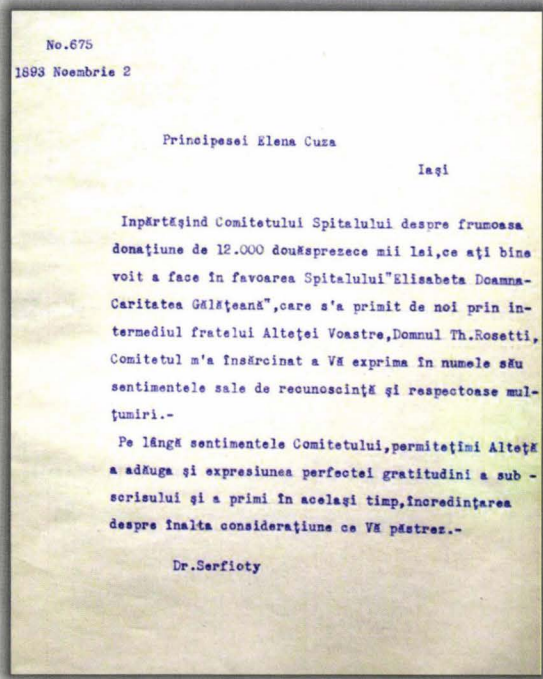 No.675
1893 Noembrie 2
Principesei Elena Cuza
Iaşi
Inpărtăşind Comitetului Spitalului despre frumoasa
donaţiune de 12.000 douăsprezece mii lei,ce aţi bine
voit a face în favoarea Spitalului"Elisabeta Doamna-
Caritatea Gălăţeană",care s'a primit de noi prin in-
termediul fratelui Alteţei Voastre,Domnul Th.Rosetti,
Comitetul m'a însărcinat a Vă exprima în numele său
sentimentele sale de recunoscinţă şi respectoase mul-
ţumiri.-
Pe lângă sentimentele Comitetului,permiteţimi Alteţă
a adăuga şi expresiunea perfectei gratitudini a sub -
scrisului şi a primi în acelaşi timp,încredinţarea
despre înalta consideraţiune ce Vă păstrez.-
Dr.Serfioty